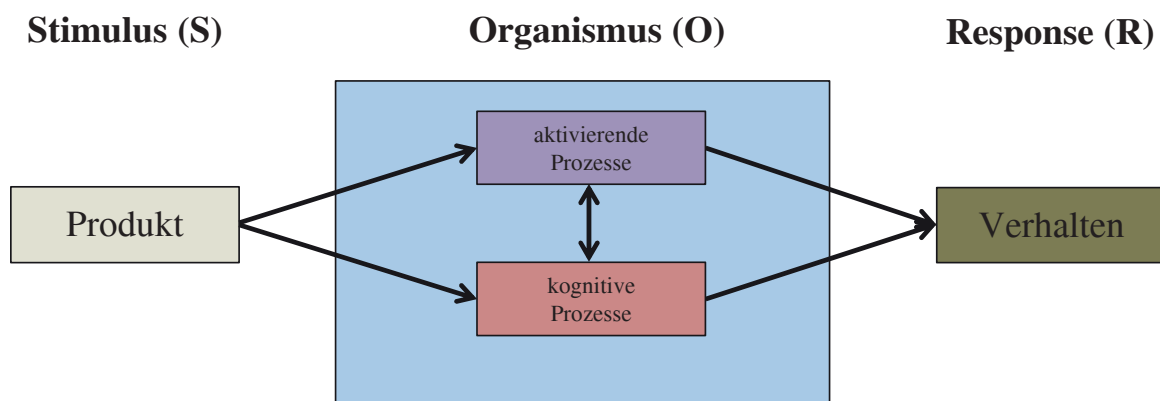 Stimulus (S)
Organismus (O)
Response (R)
aktivierende
Prozesse
Produkt
Verhalten
kognitive
Prozesse